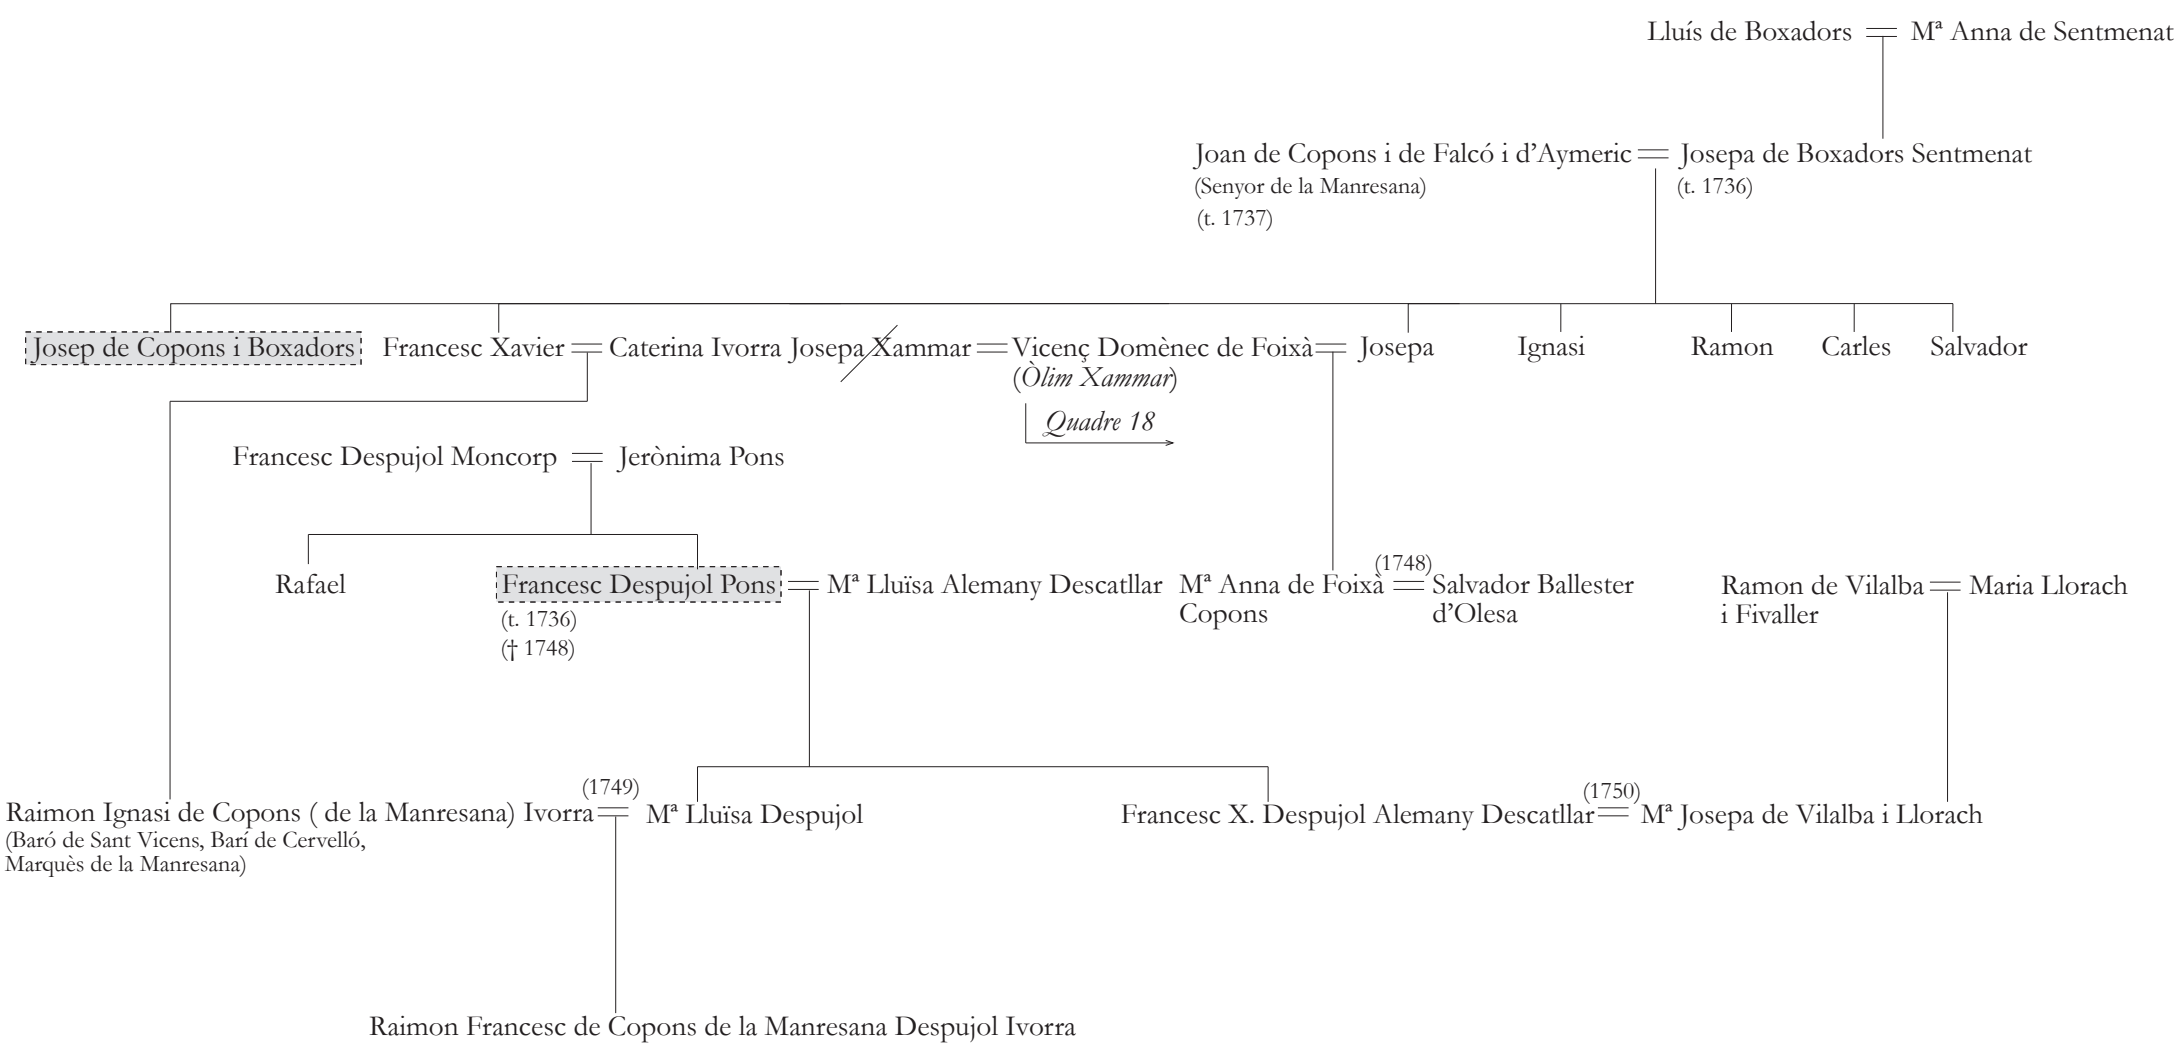 Lluís de Boxadors Mª Anna de Sentmenat
Joan de Copons i de Falcó i d'Aymeric Josepa de Boxadors Sentmenat
(Senyor de la Manresana) (t. 1736)
(t. 1737)
Josep de Copons i Boxadors Francesc Xavier Caterina Ivorra Josepa Xammar Vicenç Domènec de Foixà Josepa Ignasi Ramon Carles Salvador
(Òlim Xammar)
Quadre 18
Francesc Despujol Moncorp Jerònima Pons
(1748)
Rafael Francesc Despujol Pons Mª Lluïsa Alemany Descatllar Mª Anna de Foixà Salvador Ballester Ramon de Vilalba Maria Llorach
Copons d'Olesa i Fivaller
(t. 1736)
(† 1748)
(1749) (1750)
Raimon Ignasi de Copons ( de la Manresana) Ivorra Mª Lluïsa Despujol Francesc X. Despujol Alemany Descatllar Mª Josepa de Vilalba i Llorach
(Baró de Sant Vicens, Barí de Cervelló,
Marquès de la Manresana)
Raimon Francesc de Copons de la Manresana Despujol Ivorra